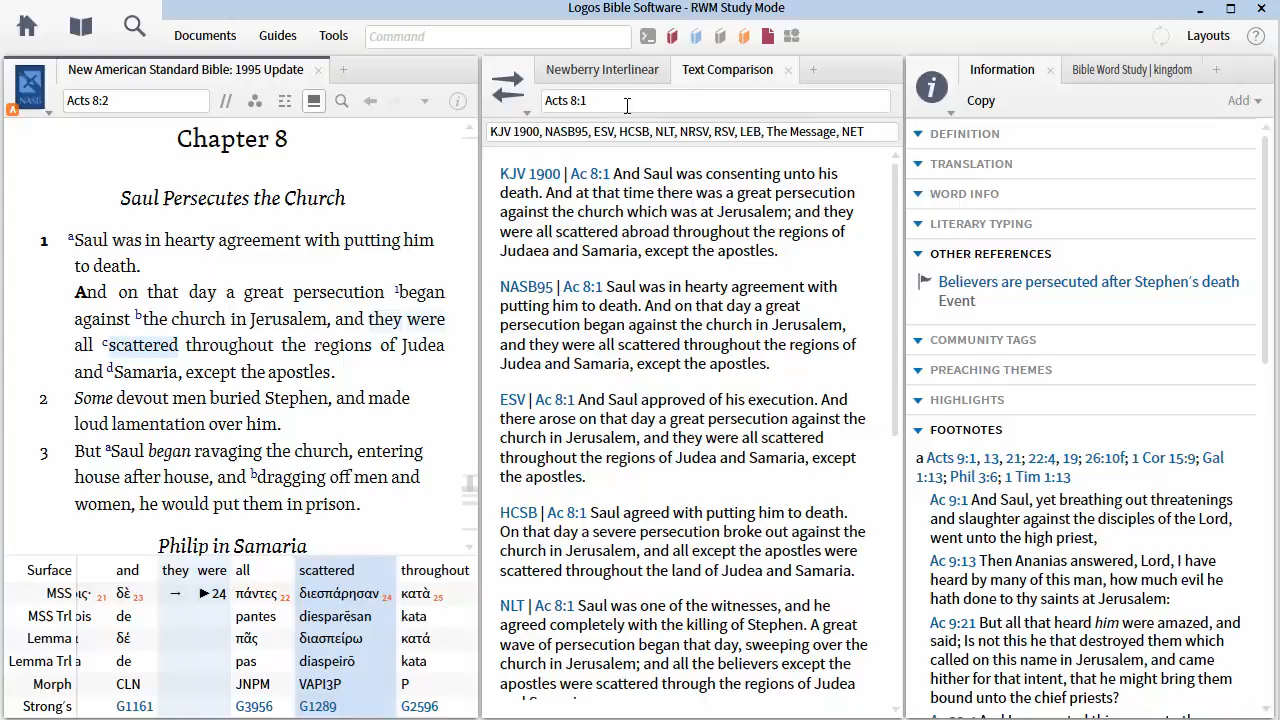 Logos Bible Software - RWM Study Mode
Documents Guides Tools Command Layouts
New American Standard Bible: 1995 Update
Acts 8:2
Chapter 8
Saul Persecutes the Church
1 aSaul was in hearty agreement with putting him
to death.
And on that day a great persecution 1began
against bthe church in Jerusalem, and they were
all cscattered throughout the regions of Judea
and dSamaria, except the apostles.
2 Some devout men buried Stephen, and made
loud lamentation over him.
3 But aSaul began ravaging the church, entering
house after house, and bdragging off men and
women, he would put them in prison.
Philip in Samaria
Surface and they were all scattered throughout
MSS ις· 21 δὲ 23 → ▶24 πάντες 22 διεσπάρησαν 24 κατὰ 25
MSS Trl ois de pantes diesparēsan kata
Lemma δέ πᾶς διασπείρω κατά
Lemma Trl a de pas diaspeirō kata
Morph CLN JNPM VAPI3P P
Strong's G1161 G3956 G1289 G2596
Newberry Interlinear Text Comparison
Acts 8:1
KJV 1900, NASB95, ESV, HCSB, NLT, NRSV, RSV, LEB, The Message, NET
KJV 1900 | Ac 8:1 And Saul was consenting unto his
death. And at that time there was a great persecution
against the church which was at Jerusalem; and they
were all scattered abroad throughout the regions of
Judaea and Samaria, except the apostles.
NASB95 | Ac 8:1 Saul was in hearty agreement with
putting him to death. And on that day a great
persecution began against the church in Jerusalem,
and they were all scattered throughout the regions of
Judea and Samaria, except the apostles.
ESV | Ac 8:1 And Saul approved of his execution. And
there arose on that day a great persecution against the
church in Jerusalem, and they were all scattered
throughout the regions of Judea and Samaria, except
the apostles.
HCSB | Ac 8:1 Saul agreed with putting him to death.
On that day a severe persecution broke out against the
church in Jerusalem, and all except the apostles were
scattered throughout the land of Judea and Samaria.
NLT | Ac 8:1 Saul was one of the witnesses, and he
agreed completely with the killing of Stephen. A great
wave of persecution began that day, sweeping over the
church in Jerusalem; and all the believers except the
apostles were scattered through the regions of Judea
Information Bible Word Study | kingdom
Copy Add
DEFINITION
TRANSLATION
WORD INFO
LITERARY TYPING
OTHER REFERENCES
Believers are persecuted after Stephen's death
Event
COMMUNITY TAGS
PREACHING THEMES
HIGHLIGHTS
FOOTNOTES
a Acts 9:1, 13, 21; 22:4, 19; 26:10f; 1 Cor 15:9; Gal
1:13; Phil 3:6; 1 Tim 1:13
Ac 9:1 And Saul, yet breathing out threatenings
and slaughter against the disciples of the Lord,
went unto the high priest,
Ac 9:13 Then Ananias answered, Lord, I have
heard by many of this man, how much evil he
hath done to thy saints at Jerusalem:
Ac 9:21 But all that heard him were amazed, and
said; Is not this he that destroyed them which
called on this name in Jerusalem, and came
hither for that intent, that he might bring them
bound unto the chief priests?